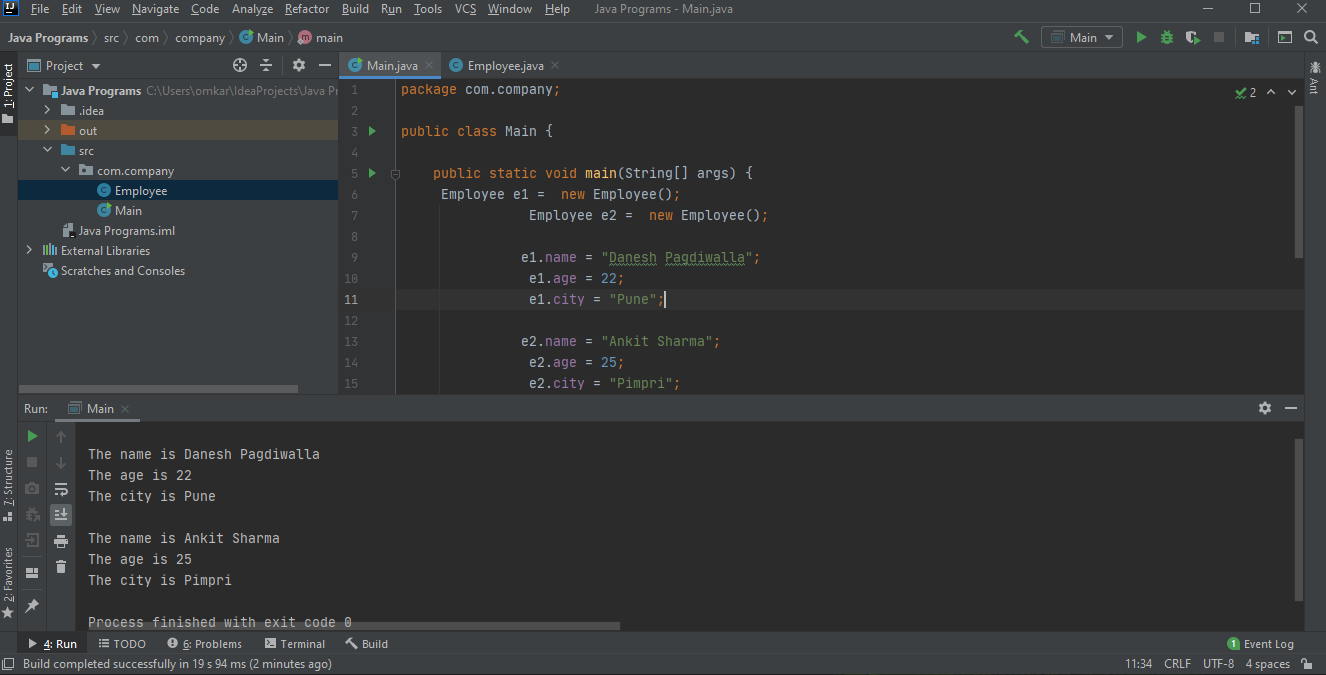 File Edit View Navigate Code Analyze Refactor Build Run Tools VCS Window Help Java Programs - Main.java
Java Programs src com company Main main Main
1: Project
Project
Main.java Employee.java
Java Programs C:\Users\omkar\IdeaProjects\Java Pr
.idea
out
src
com.company
Employee
Main
Java Programs.iml
External Libraries
Scratches and Consoles
1 package com.company;
2
3 public class Main {
4
5 public static void main(String[] args) {
6 Employee e1 = new Employee();
7 Employee e2 = new Employee();
8
9 e1.name = "Danesh Pagdiwalla";
10 e1.age = 22;
11 e1.city = "Pune";
12
13 e2.name = "Ankit Sharma";
14 e2.age = 25;
15 e2.city = "Pimpri";
2
Ant
Run: Main
The name is Danesh Pagdiwalla
The age is 22
The city is Pune
The name is Ankit Sharma
The age is 25
The city is Pimpri
Process finished with exit code 0
7: Structure
2: Favorites
4: Run TODO 6: Problems Terminal Build 1 Event Log
Build completed successfully in 19 s 94 ms (2 minutes ago) 11:34 CRLF UTF-8 4 spaces